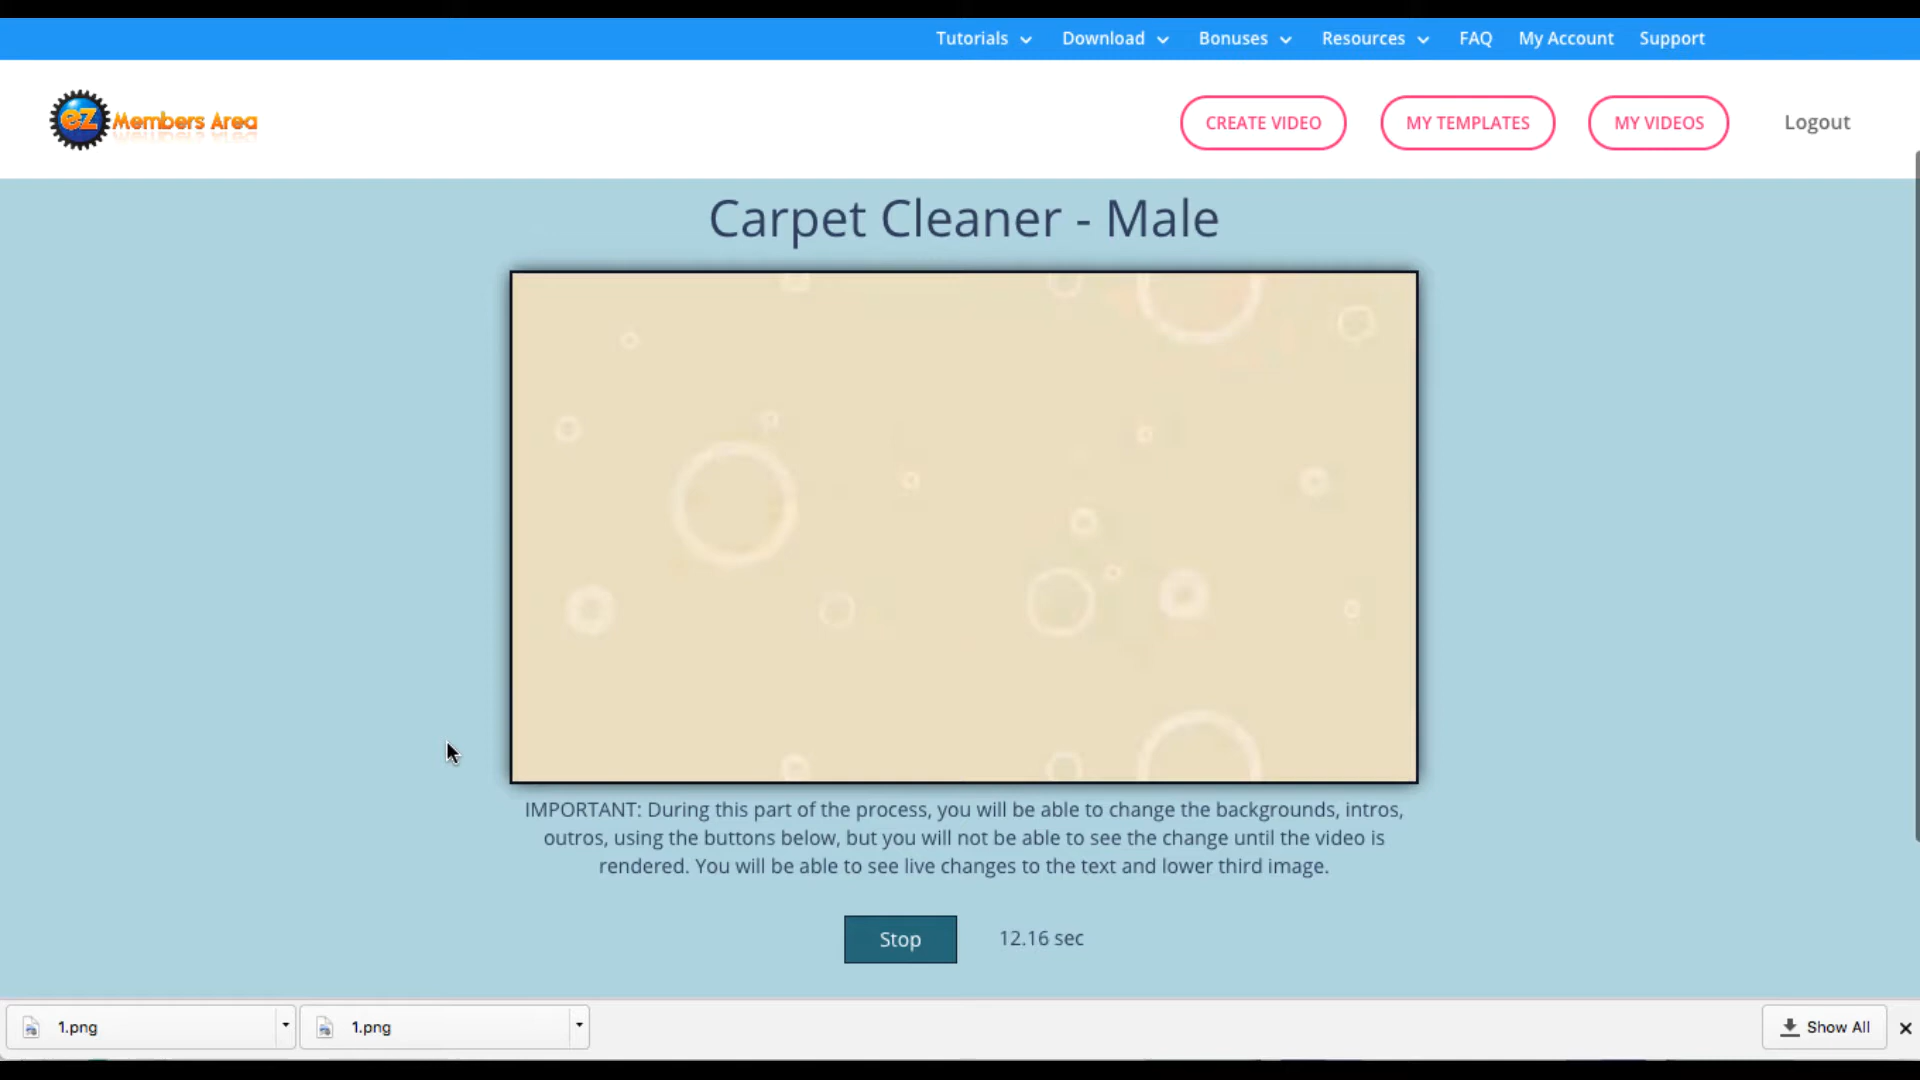 Tutorials Download Bonuses Resources FAQ My Account Support
eZ Members Area
CREATE VIDEO MY TEMPLATES MY VIDEOS Logout
Carpet Cleaner - Male
IMPORTANT: During this part of the process, you will be able to change the backgrounds, intros,
outros, using the buttons below, but you will not be able to see the change until the video is
rendered. You will be able to see live changes to the text and lower third image.
Stop 12.16 sec
1.png 1.png Show All